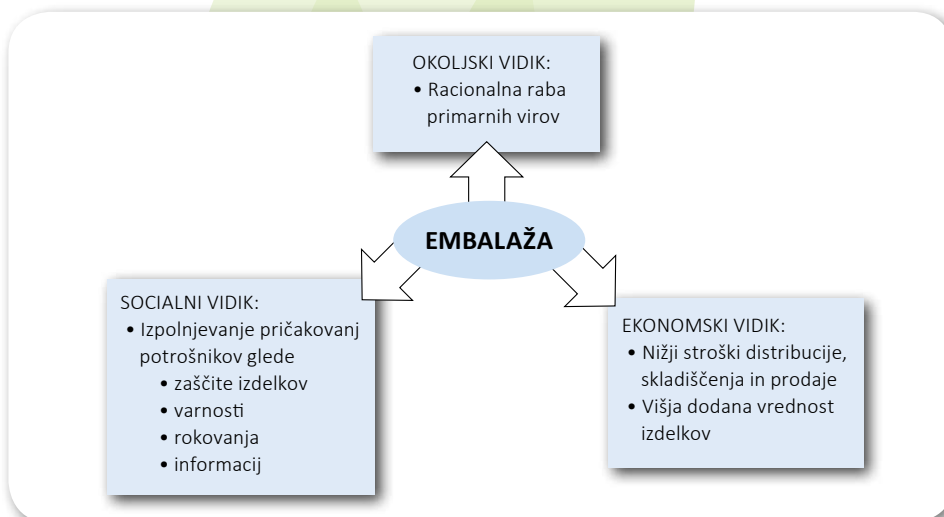 OKOLJSKI VIDIK:
• Racionalna raba
primarnih virov
EMBALAŽA
SOCIALNI VIDIK:
• Izpolnjevanje pričakovanj
potrošnikov glede
• zaščite izdelkov
• varnosti
• rokovanja
• informacij
EKONOMSKI VIDIK:
• Nižji stroški distribucije,
skladiščenja in prodaje
• Višja dodana vrednost
izdelkov